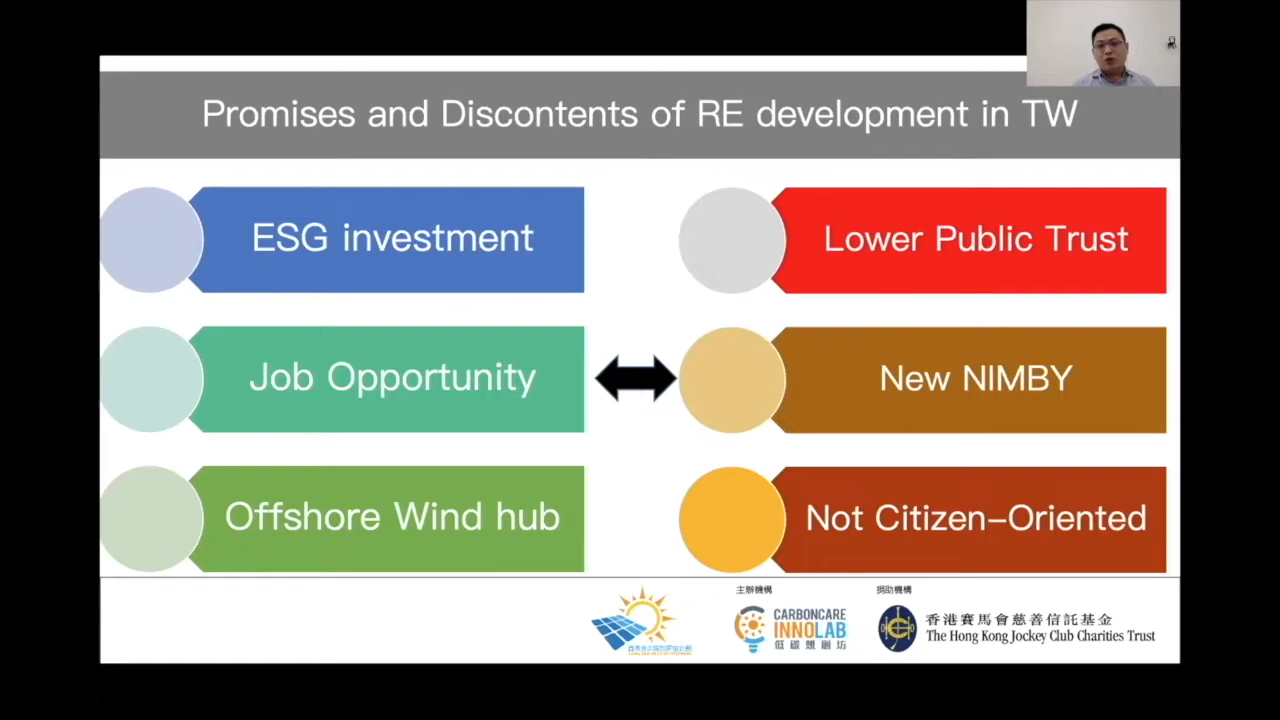 Promises and Discontents of RE development in TW
ESG investment
Lower Public Trust
Job Opportunity
New NIMBY
Offshore Wind hub
Not Citizen-Oriented
主辦機構
捐助機構
CARBONCARE
INNOLAB
低碳想創坊
香港賽馬會慈善信託基金
The Hong Kong Jockey Club Charities Trust